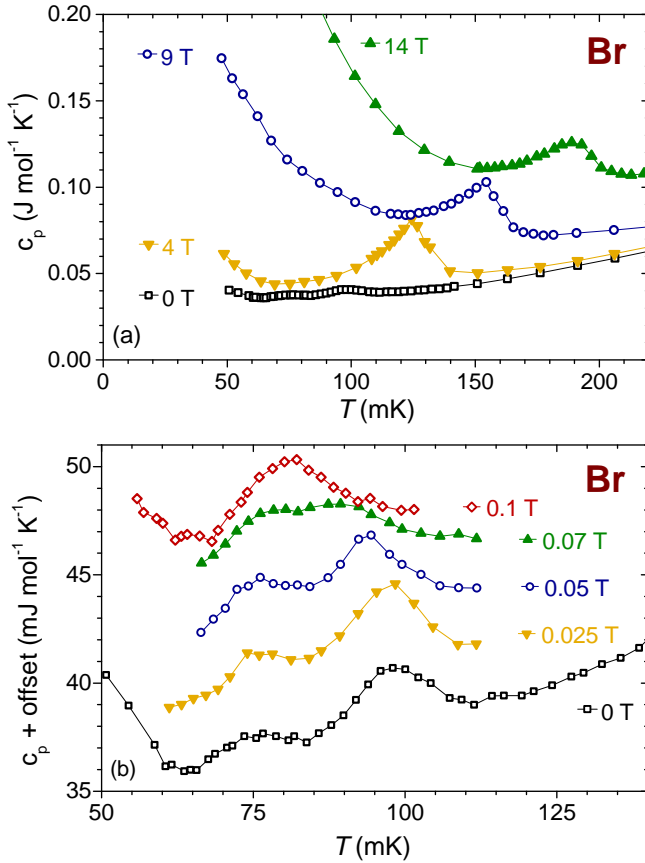 0.20
14 T
Br
9 T
0.15
c_p (J mol⁻¹ K⁻¹)
0.10
4 T
0.05
0 T
(a)
0.00
0 50 100 150 200
T (mK)
50
Br
0.1 T
0.07 T
45
0.05 T
c_p + offset (mJ mol⁻¹ K⁻¹)
0.025 T
40
0 T
(b)
35
50 75 100 125
T (mK)